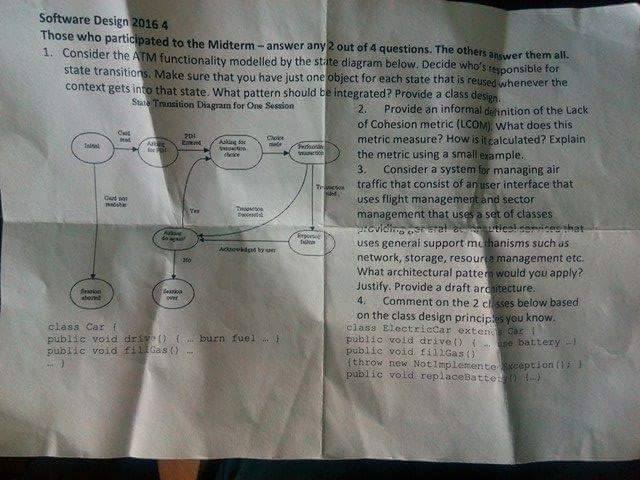 Software Design 2016 4
Those who participated to the Midterm – answer any 2 out of 4 questions. The others answer them all.
1. Consider the ATM functionality modelled by the state diagram below. Decide who's responsible for
state transitions. Make sure that you have just one object for each state that is reused whenever the
context gets into that state. What pattern should be integrated? Provide a class design.
State Transition Diagram for One Session
Initial
Card
read
Asking
for PIN
PIN
Entered
Asking for
transaction
choice
Choice
made
Performing
transaction
Card not
readable
Yes
Transaction
Successful
Transaction
failed
Asking
do again?
Acknowledged by user
Reporting
failure
No
Session
aborted
Session
over
class Car {
public void drive() { … burn fuel … }
public void fillGas() …
… }
2. Provide an informal definition of the Lack
of Cohesion metric (LCOM). What does this
metric measure? How is it calculated? Explain
the metric using a small example.
3. Consider a system for managing air
traffic that consist of an user interface that
uses flight management and sector
management that uses a set of classes
providing general aeronautical services that
uses general support mechanisms such as
network, storage, resource management etc.
What architectural pattern would you apply?
Justify. Provide a draft architecture.
4. Comment on the 2 classes below based
on the class design principles you know.
class ElectricCar extends Car {
public void drive() { … use battery …}
public void fillGas()
{throw new NotImplementedException(); }
public void replaceBattery() {…}